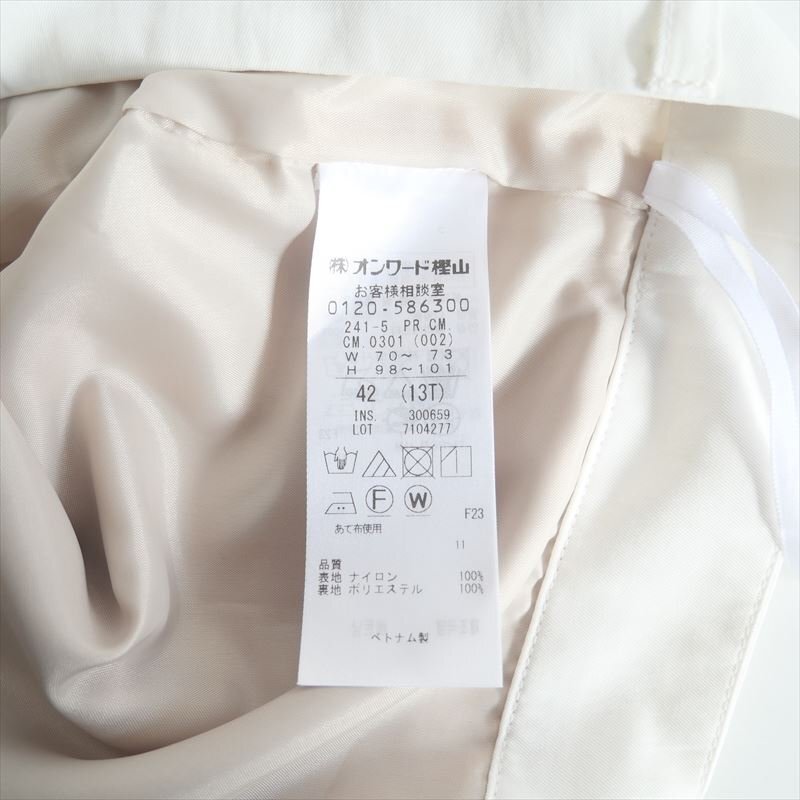 ㈱オンワード樫山
お客様相談室
0120-586300
241-5 PR.CM.
CM.0301 (002)
W 70～ 73
H 98～101
42 (13T)
INS. 300659
LOT 7104277
F W
あて布使用
F23
11
品質
表地 ナイロン 100%
裏地 ポリエステル 100%
ベトナム製